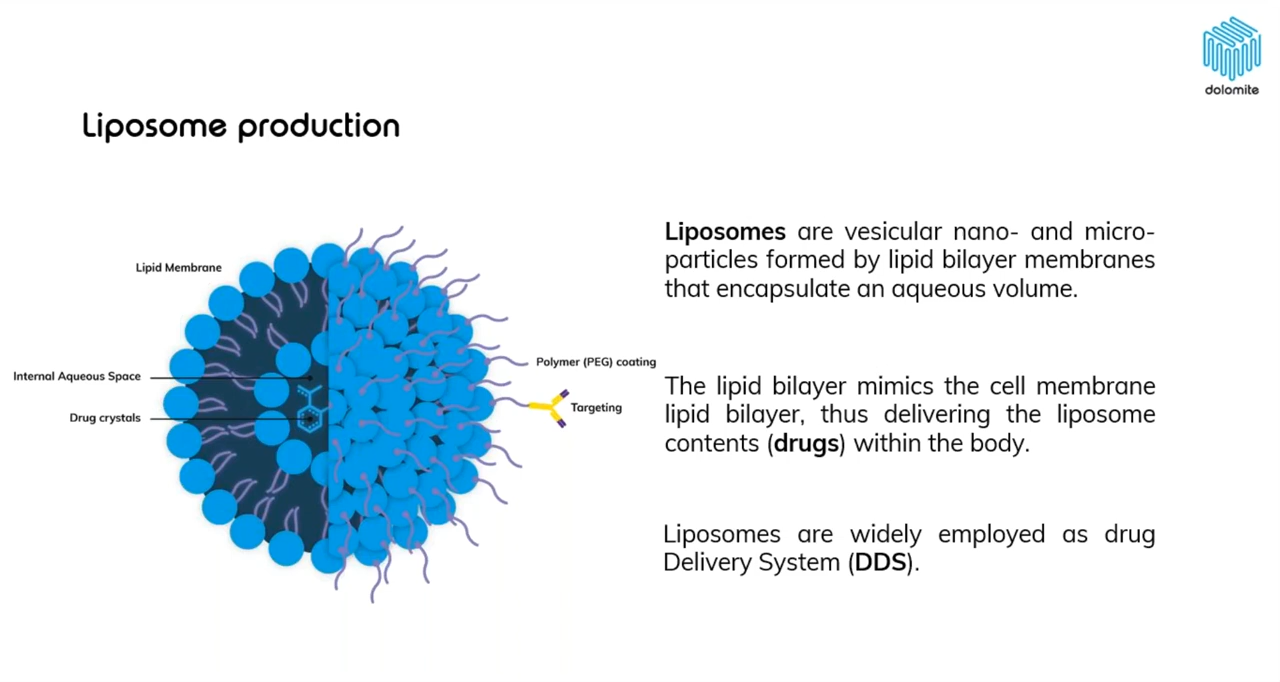 dolomite
Liposome production
Lipid Membrane
Internal Aqueous Space
Drug crystals
Polymer (PEG) coating
Targeting
Liposomes are vesicular nano- and micro-
particles formed by lipid bilayer membranes
that encapsulate an aqueous volume.
The lipid bilayer mimics the cell membrane
lipid bilayer, thus delivering the liposome
contents (drugs) within the body.
Liposomes are widely employed as drug
Delivery System (DDS).